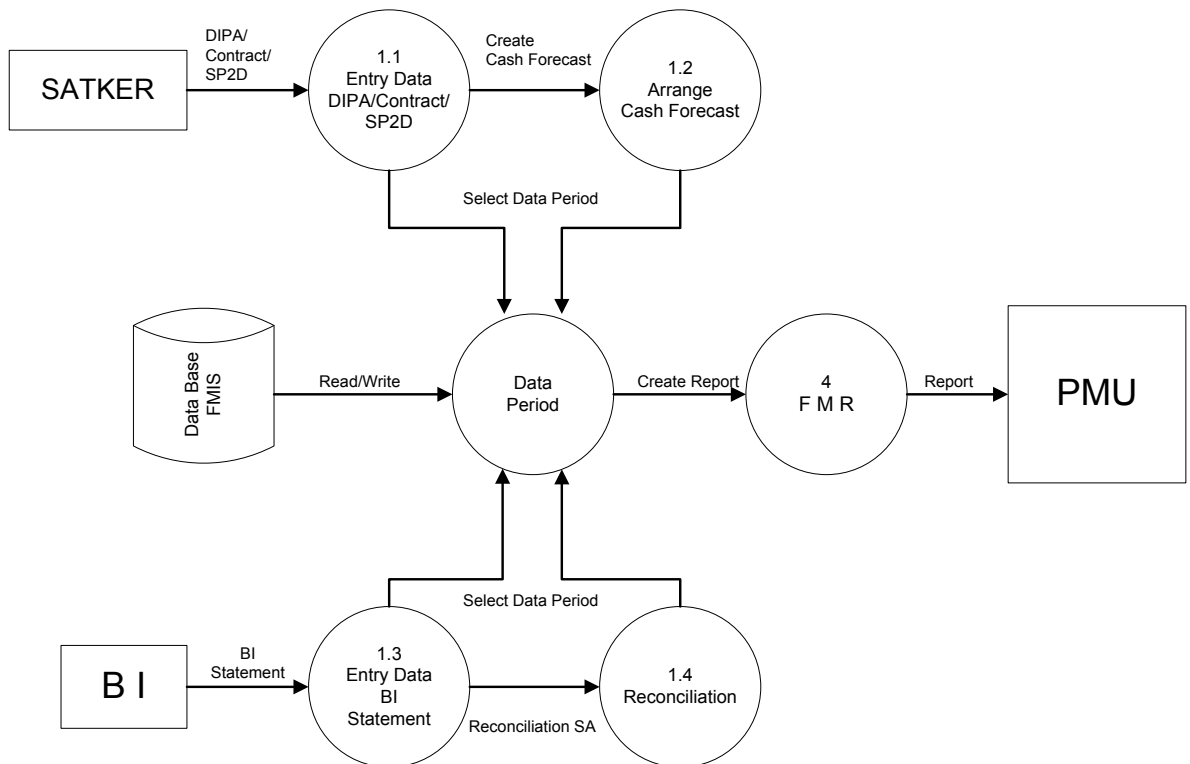 SATKER
DIPA/
Contract/
SP2D
1.1
Entry Data
DIPA/Contract/
SP2D
Create
Cash Forecast
1.2
Arrange
Cash Forecast
Select Data Period
Data Base
FMIS
Read/Write
Data
Period
Create Report
4
F M R
Report
PMU
Select Data Period
B I
BI
Statement
1.3
Entry Data
BI
Statement
Reconciliation SA
1.4
Reconciliation